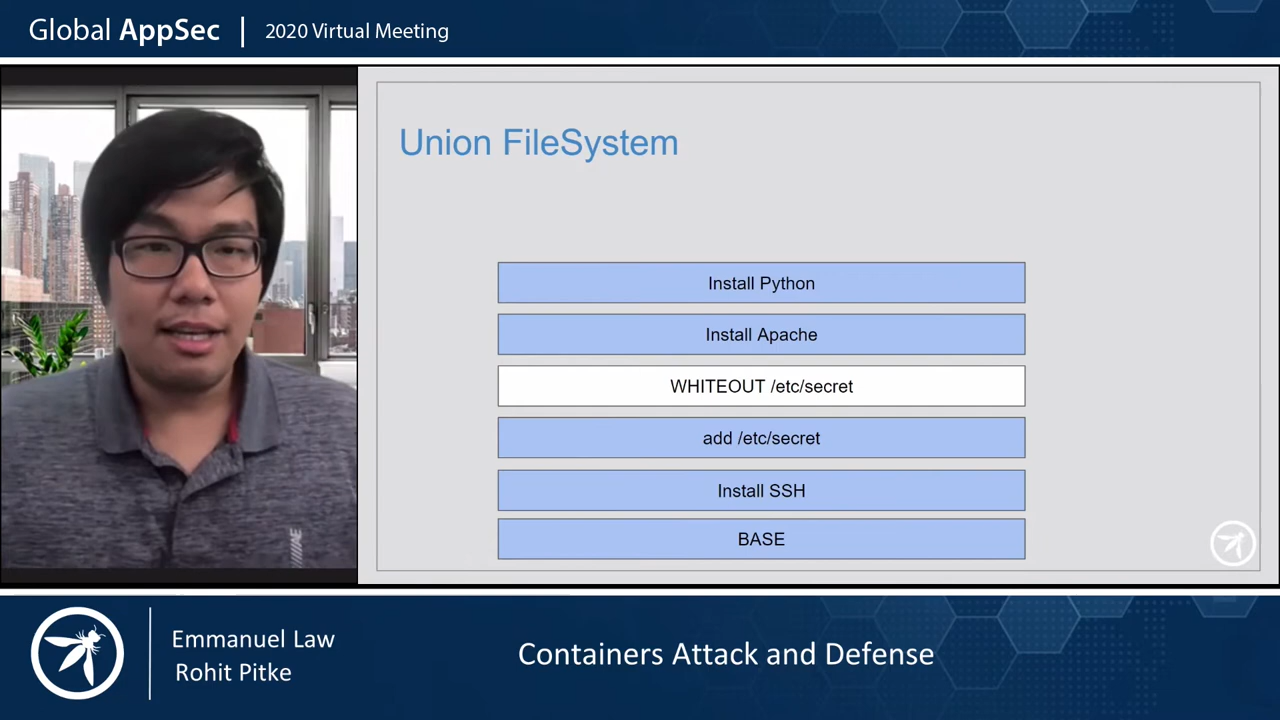 Global AppSec | 2020 Virtual Meeting
Union FileSystem
Install Python
Install Apache
WHITEOUT /etc/secret
add /etc/secret
Install SSH
BASE
Emmanuel Law
Rohit Pitke
Containers Attack and Defense